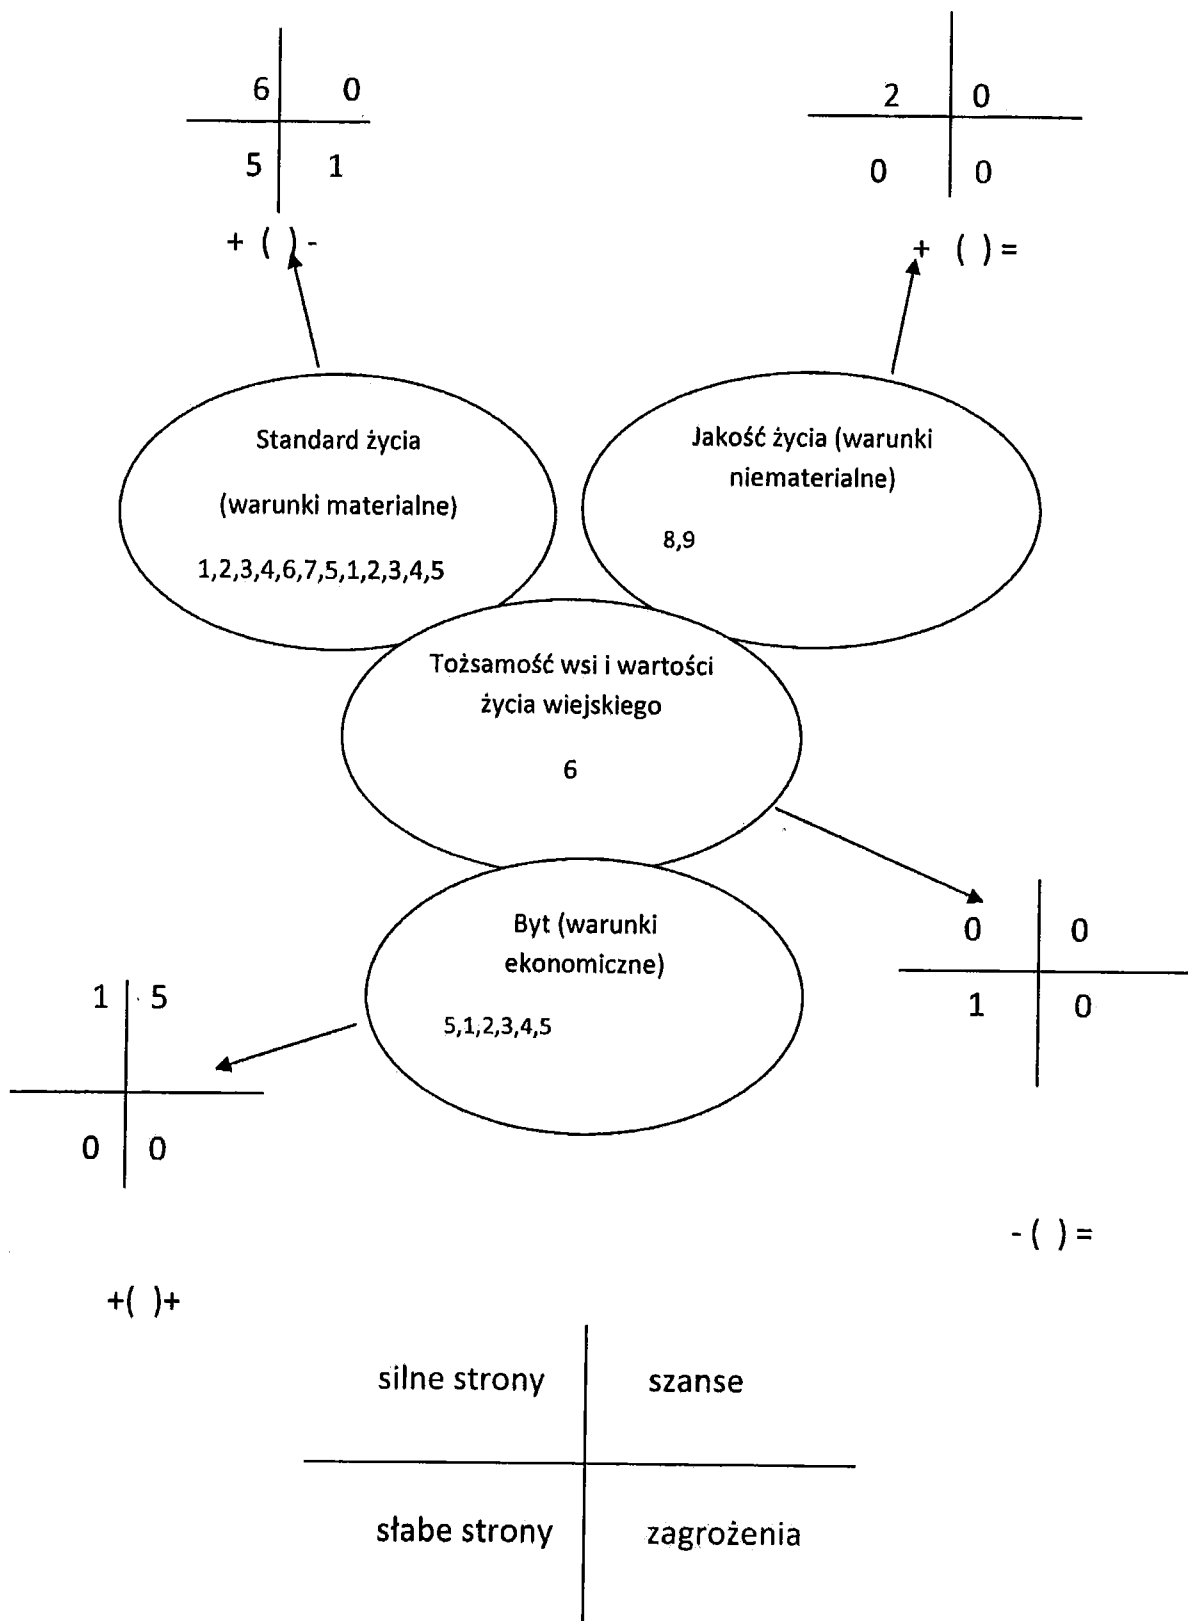 6 0
5 1
+ ( ) -
2 0
0 0
+ ( ) =
Standard życia
(warunki materialne)
1,2,3,4,6,7,5,1,2,3,4,5
Jakość życia (warunki
niematerialne)
8,9
Tożsamość wsi i wartości
życia wiejskiego
6
Byt (warunki
ekonomiczne)
5,1,2,3,4,5
0 0
1 0
- ( ) =
1 5
0 0
+( )+
silne strony szanse
słabe strony zagrożenia